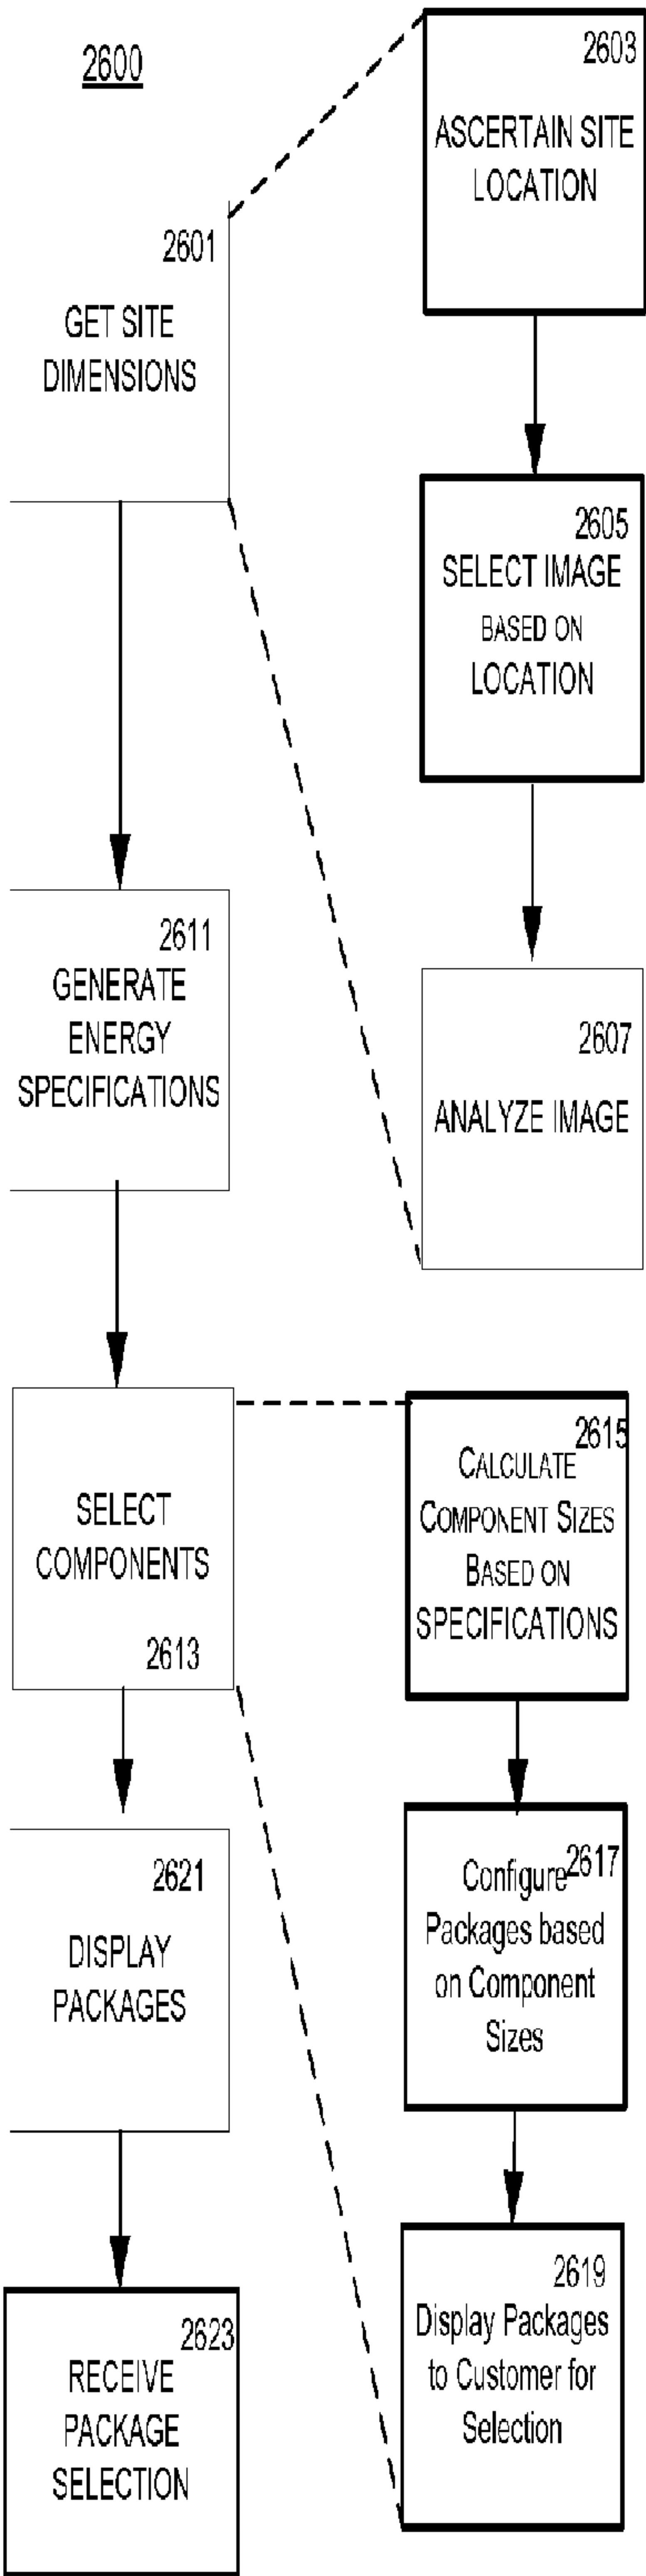 2600
2601
GET SITE
DIMENSIONS
2603
ASCERTAIN SITE
LOCATION
2605
SELECT IMAGE
BASED ON
LOCATION
2607
ANALYZE IMAGE
2611
GENERATE
ENERGY
SPECIFICATIONS
SELECT
COMPONENTS
2613
2615
CALCULATE
COMPONENT SIZES
BASED ON
SPECIFICATIONS
2617
Configure
Packages based
on Component
Sizes
2619
Display Packages
to Customer for
Selection
2621
DISPLAY
PACKAGES
2623
RECEIVE
PACKAGE
SELECTION